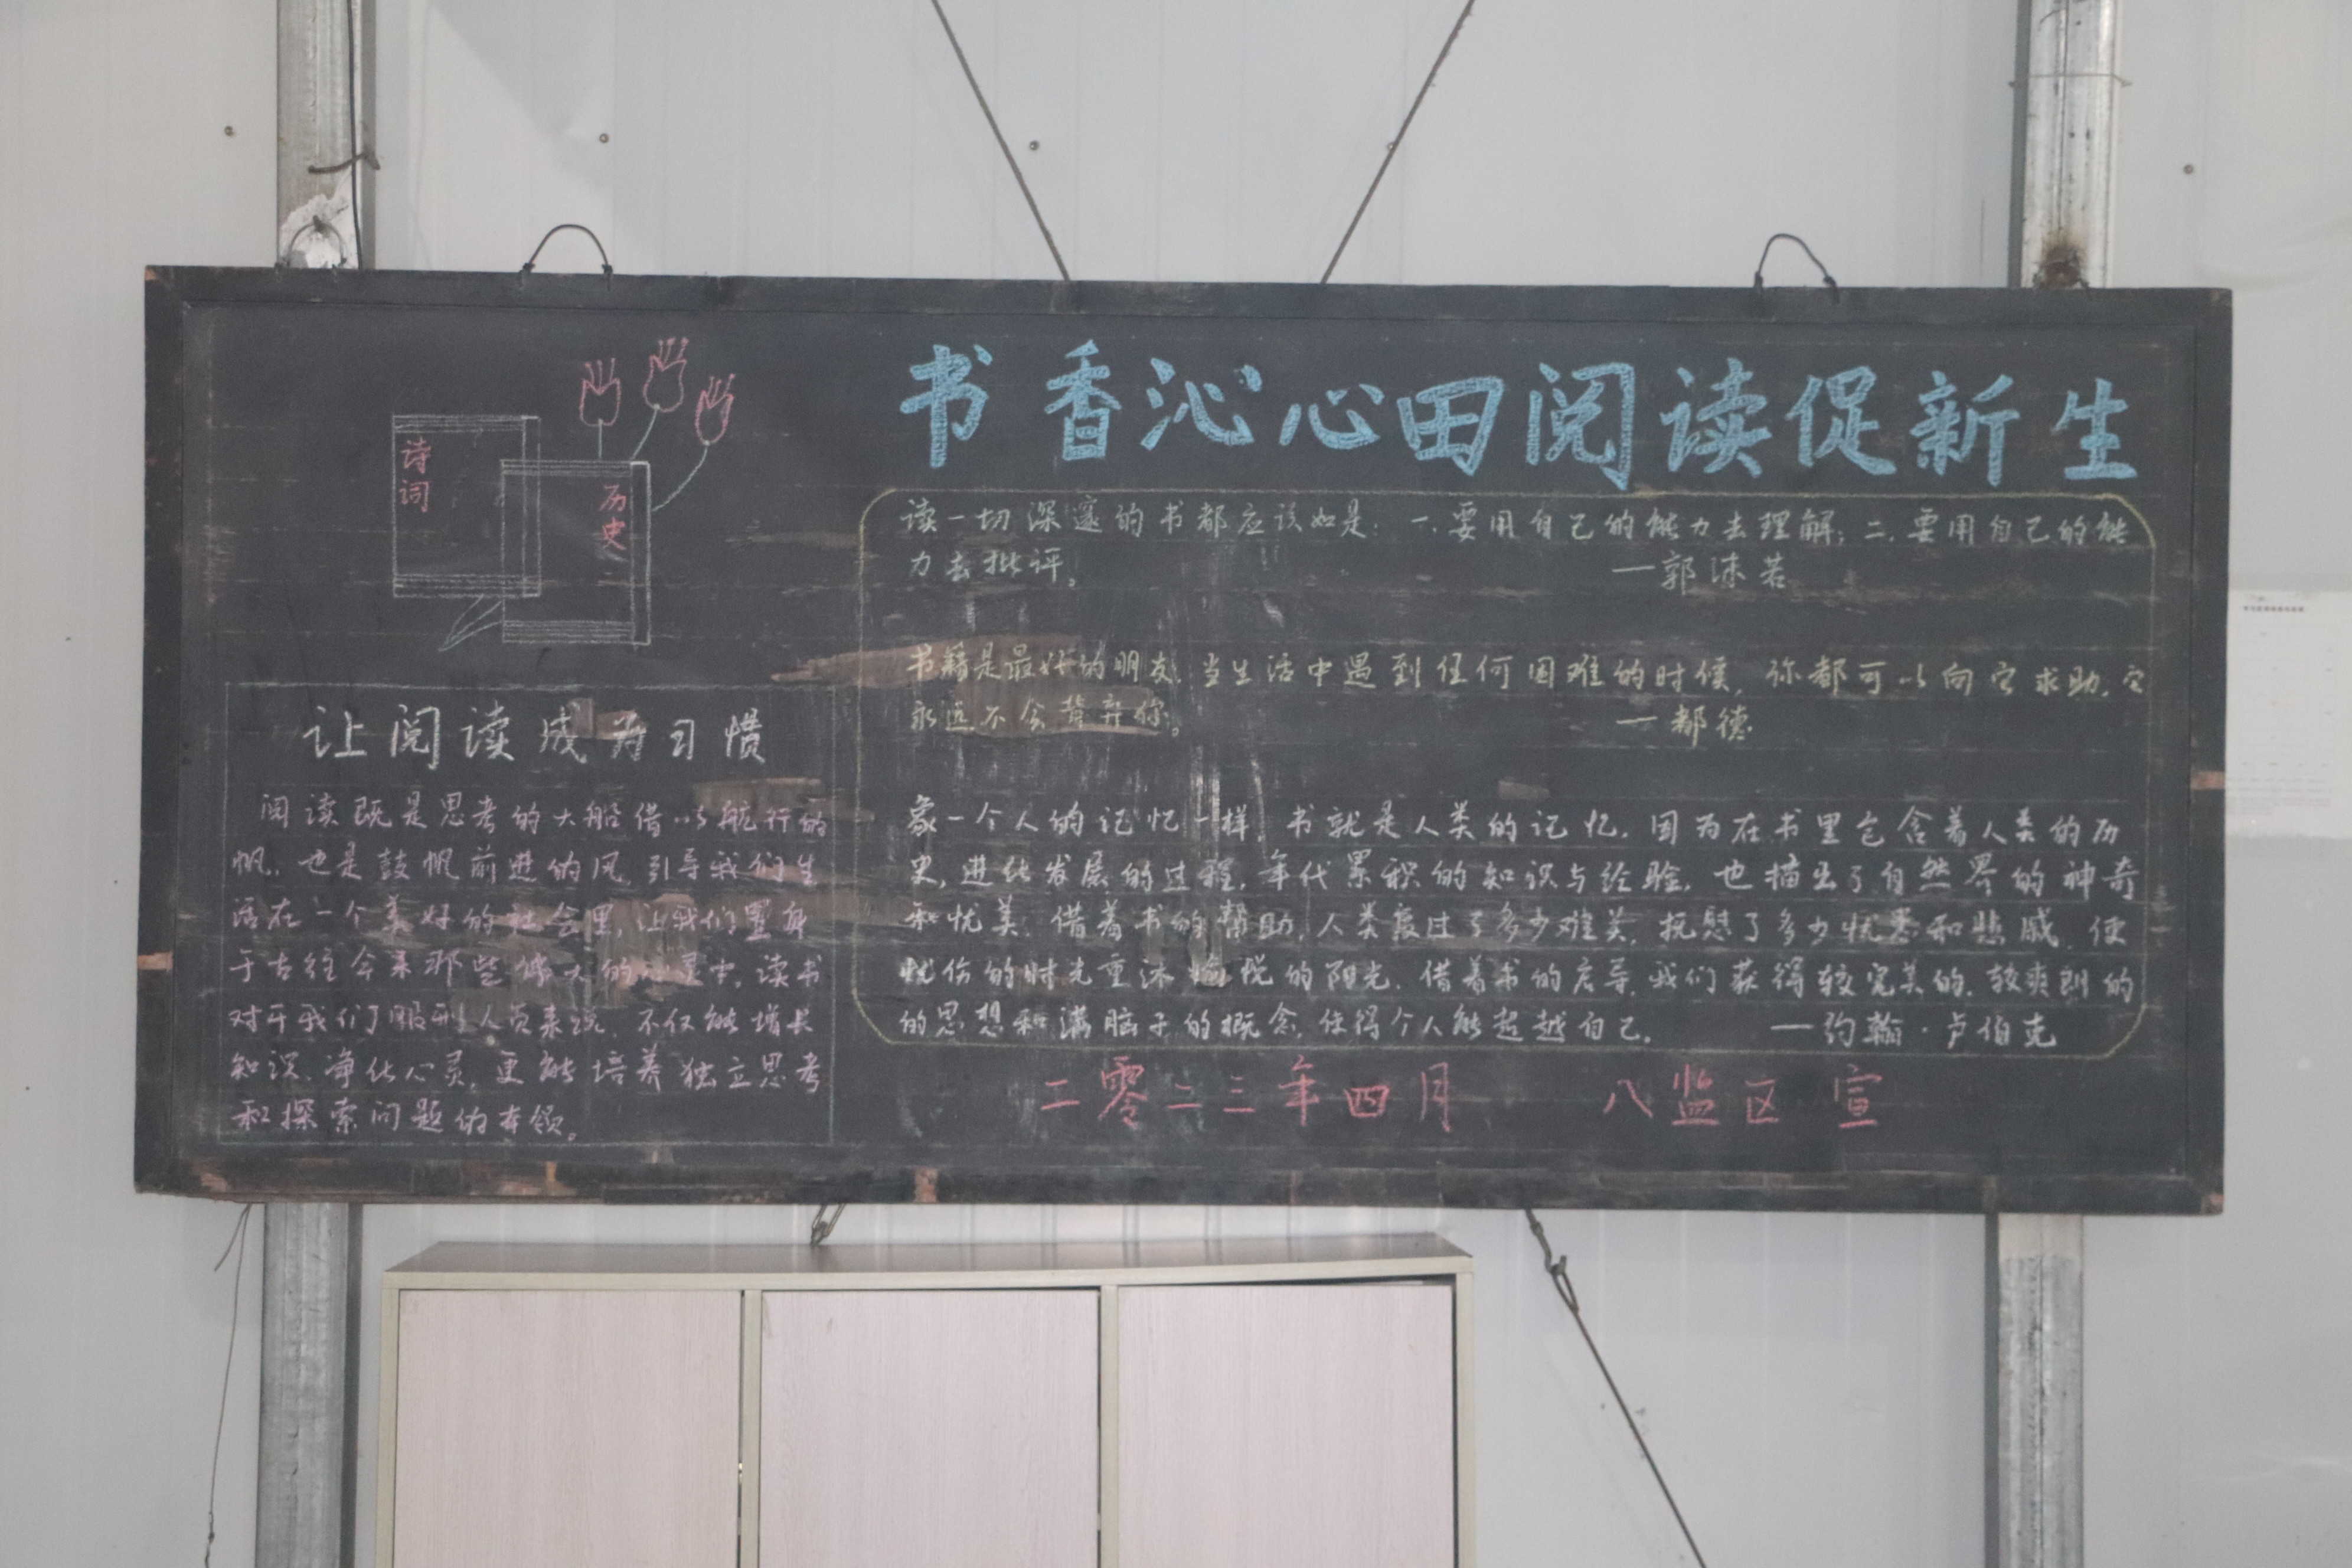 书香沁心田阅读促新生
诗词
历史
让阅读成为习惯
阅读既是思考的大船借以航行的
帆,也是鼓帆前进的风,引导我们生
活在一个美好的社会里,让我们置身
于古往今来那些伟大的心灵中。读书
对于我们服刑人员来说,不仅能增长
知识、净化心灵,更能培养独立思考
和探索问题的本领。
读一切深邃的书都应该如是:一.要用自己的能力去理解;二.要用自己的能
力去批评。 —郭沫若
书籍是最好的朋友。当生活中遇到任何困难的时候,你都可以向它求助,它
永远不会背弃你。 —都德
象一个人的记忆一样,书就是人类的记忆。因为在书里包含着人类的历
史,进化发展的过程,年代累积的知识与经验,也描出了自然界的神奇
和忧美。借着书的帮助,人类度过了多少难关,抚慰了多少忧愁和悲戚,使
忧伤的时光重沐愉悦的阳光。借着书的启导,我们获得较完美的,较爽朗的
的思想和满脑子的概念,使得个人能超越自己。 —约翰·卢伯克
二零二三年四月 八监区 宣